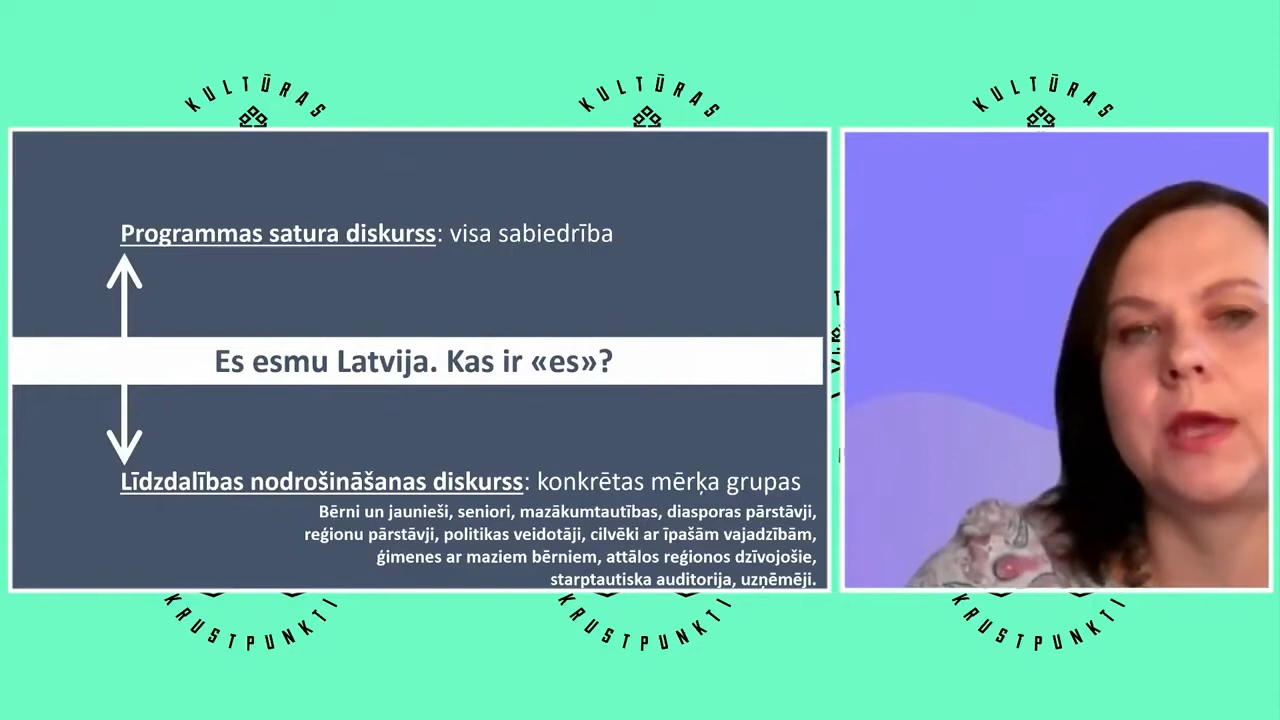 KULTŪRAS
KULTŪRAS
KULTŪRAS
Programmas satura diskurss: visa sabiedrība
Es esmu Latvija. Kas ir «es»?
Līdzdalības nodrošināšanas diskurss: konkrētas mērķa grupas
Bērni un jaunieši, seniori, mazākumtautības, diasporas pārstvji,
reģionu pārstvji, politikas veidotāji, cilvēki ar īpašām vajadzībām,
ģimenes ar maziem bērniem, attālos reģionos dzīvojošie,
starptautiska auditorija, uzņēmēji.
KRUSTPUNKTI
KRUSTPUNKTI
KRUSTPUNKTI